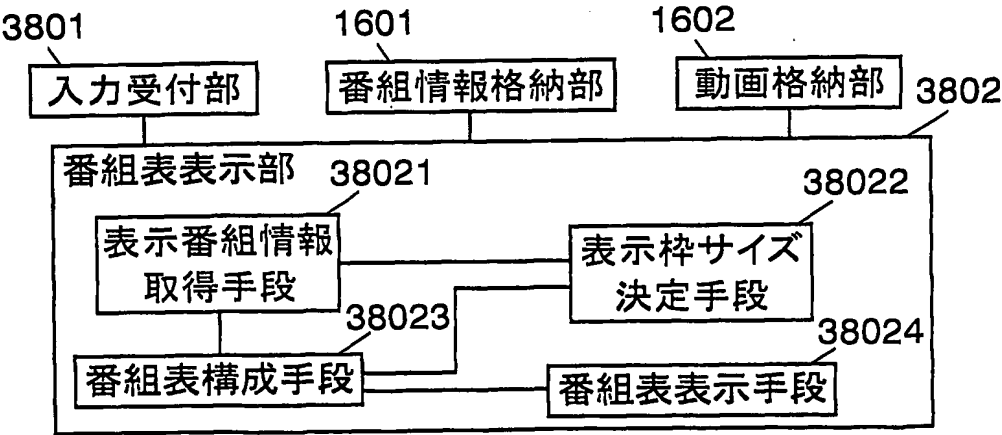 3801
1601
1602
入力受付部
番組情報格納部
動画格納部
3802
番組表表示部
38021
38022
表示番組情報
取得手段
表示枠サイズ
決定手段
38023
38024
番組表構成手段
番組表表示手段